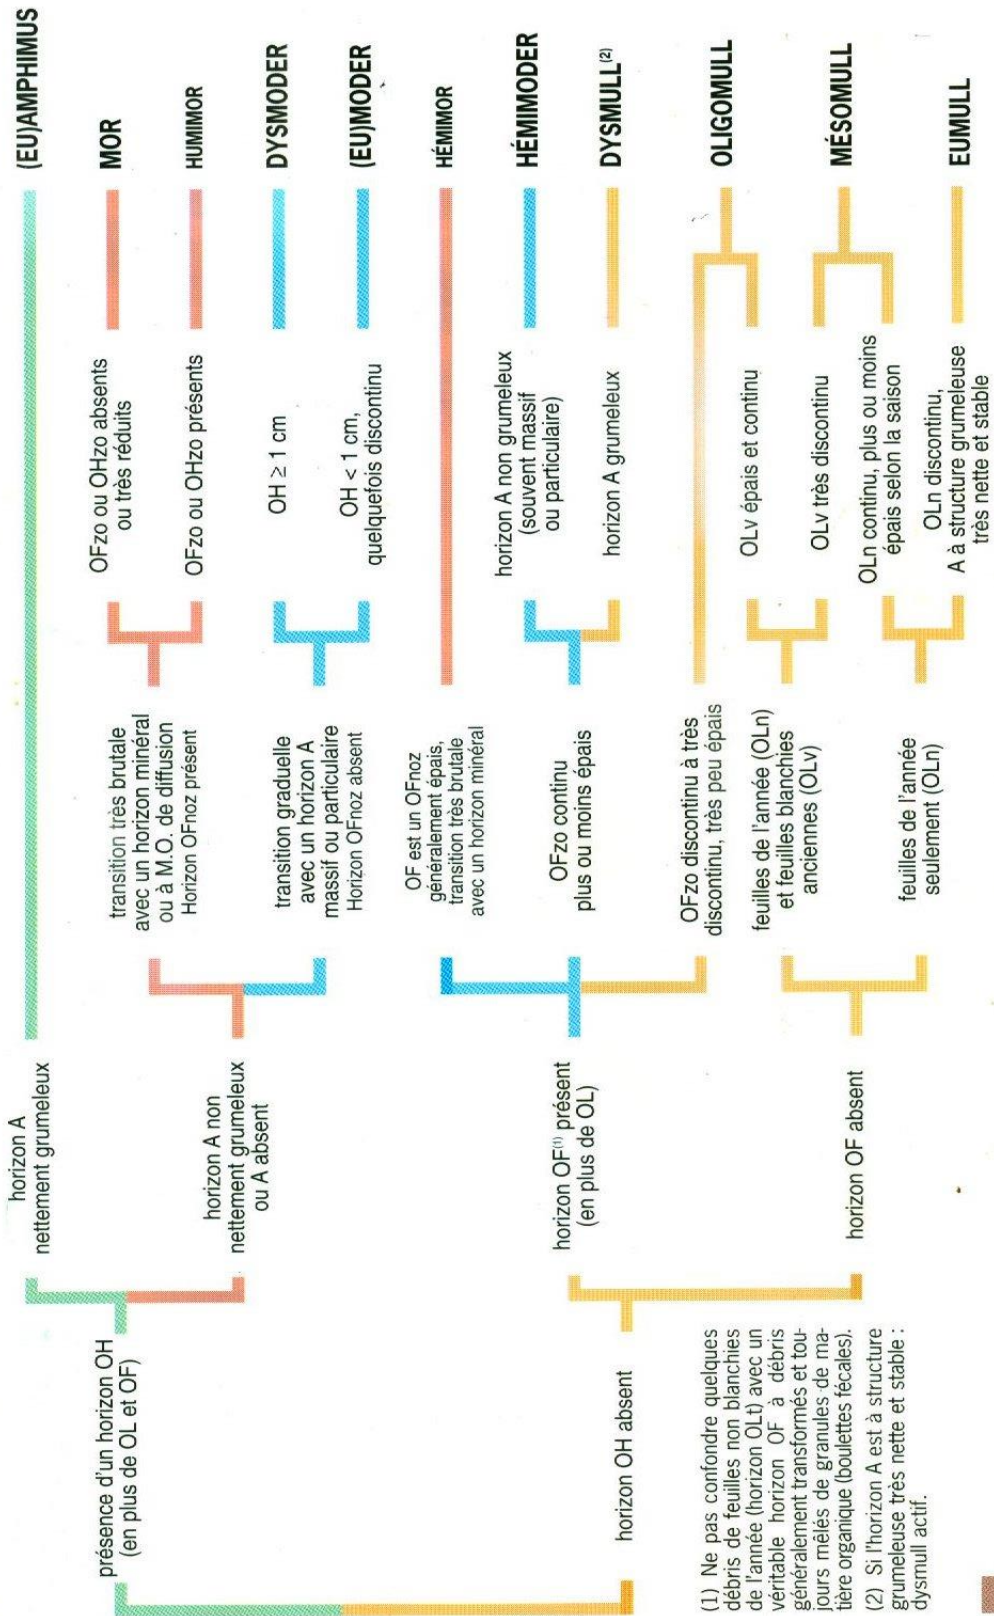 présence d'un horizon OH
(en plus de OL et OF)
horizon OH absent
horizon A
nettement grumeleux
horizon A non
nettement grumeleux
ou A absent
horizon OF(1) présent
(en plus de OL)
horizon OF absent
transition très brutale
avec un horizon minéral
ou à M.O. de diffusion
Horizon OFnoz présent
transition graduelle
avec un horizon A
massif ou particulaire
Horizon OFnoz absent
OF est un OFnoz
généralement épais,
transition très brutale
avec un horizon minéral
OFzo continu
plus ou moins épais
OFzo discontinu à très
discontinu, très peu épais
feuilles de l'année (OLn)
et feuilles blanchies
anciennes (OLv)
feuilles de l'année
seulement (OLn)
OFzo ou OHzo absents
ou très réduits
OFzo ou OHzo présents
OH ≥ 1 cm
OH < 1 cm,
quelquefois discontinu
horizon A non grumeleux
(souvent massif
ou particulaire)
horizon A grumeleux
OLv épais et continu
OLv très discontinu
OLn continu, plus ou moins
épais selon la saison
OLn discontinu,
A à structure grumeleuse
très nette et stable
(EU)AMPHIMUS
MOR
HUMIMOR
DYSMODER
(EU)MODER
HÉMIMOR
HÉMIMODER
DYSMULL(2)
OLIGOMULL
MÉSOMULL
EUMULL
(1) Ne pas confondre quelques
débris de feuilles non blanchies
de l'année (horizon OLt) avec un
véritable horizon OF à débris
généralement transformés et tou-
jours mêlés de granules de ma-
tière organique (boulettes fécales).
(2) Si l'horizon A est à structure
grumeleuse très nette et stable :
dysmull actif.